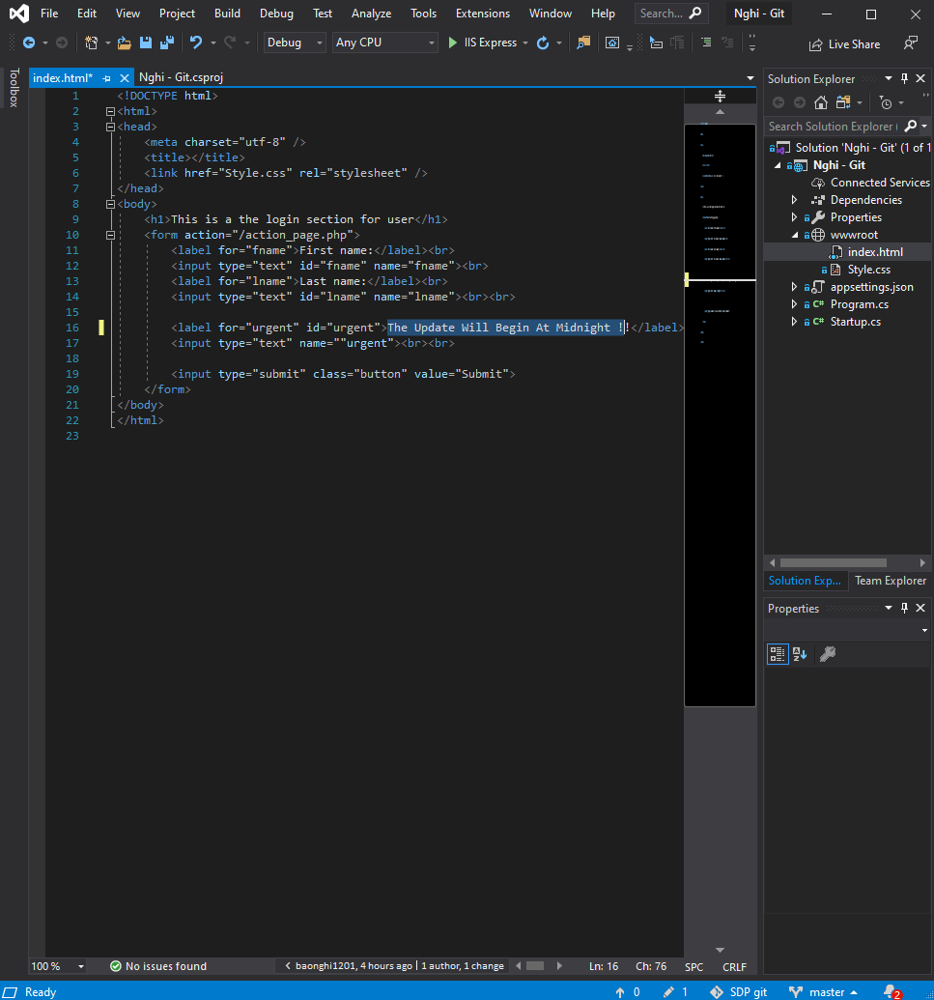 File Edit View Project Build Debug Test Analyze Tools Extensions Window Help Search... Nghi - Git
Debug Any CPU IIS Express Live Share
Toolbox
index.html* Nghi - Git.csproj
1 <!DOCTYPE html>
2 <html>
3 <head>
4 <meta charset="utf-8" />
5 <title></title>
6 <link href="Style.css" rel="stylesheet" />
7 </head>
8 <body>
9 <h1>This is a the login section for user</h1>
10 <form action="/action_page.php">
11 <label for="fname">First name:</label><br>
12 <input type="text" id="fname" name="fname"><br>
13 <label for="lname">Last name:</label><br>
14 <input type="text" id="lname" name="lname"><br><br>
15
16 <label for="urgent" id="urgent">The Update Will Begin At Midnight !!</label>
17 <input type="text" name=""urgent"><br><br>
18
19 <input type="submit" class="button" value="Submit">
20 </form>
21 </body>
22 </html>
23
100 % No issues found baonghi1201, 4 hours ago | 1 author, 1 change Ln: 16 Ch: 76 SPC CRLF
Solution Explorer
Search Solution Explorer (
Solution 'Nghi - Git' (1 of 1
Nghi - Git
Connected Services
Dependencies
Properties
wwwroot
index.html
Style.css
appsettings.json
C# Program.cs
C# Startup.cs
Solution Exp... Team Explorer
Properties
Ready 0 1 SDP git master 2